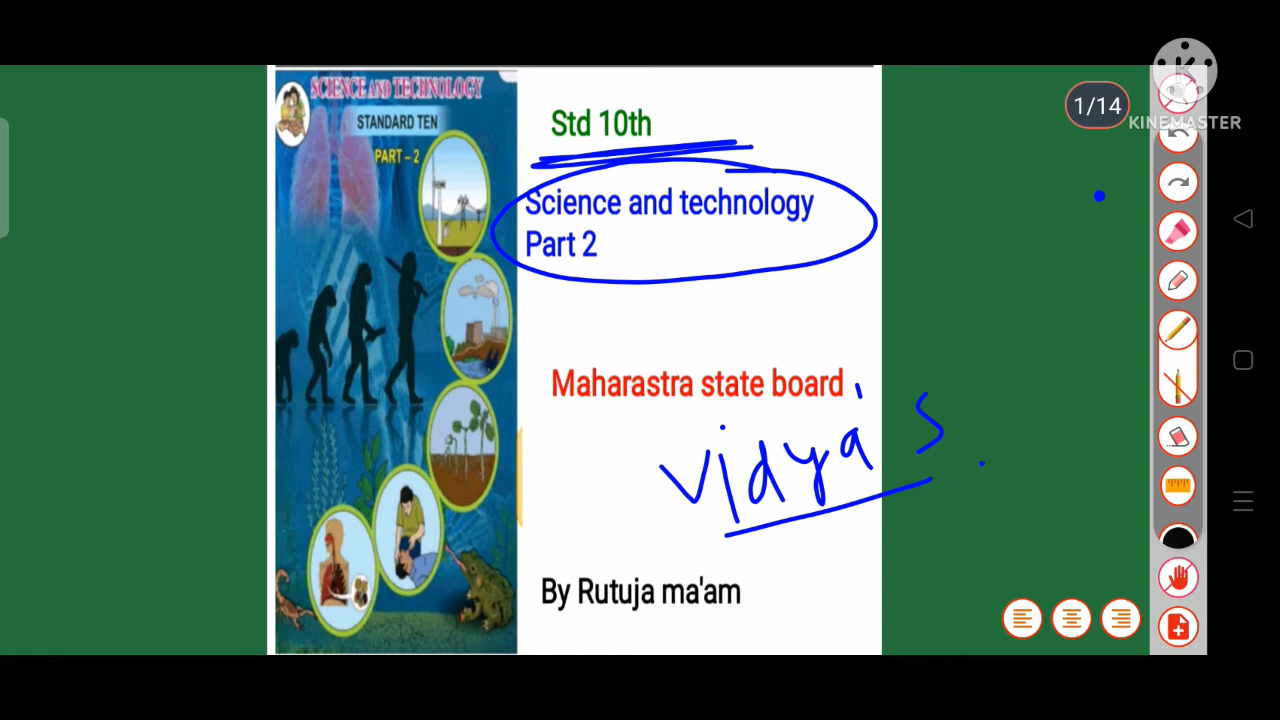 SCIENCE AND TECHNOLOGY
STANDARD TEN
PART – 2
Std 10th
Science and technology
Part 2
Maharastra state board
vidya's
By Rutuja ma'am
1/14
KINEMASTER